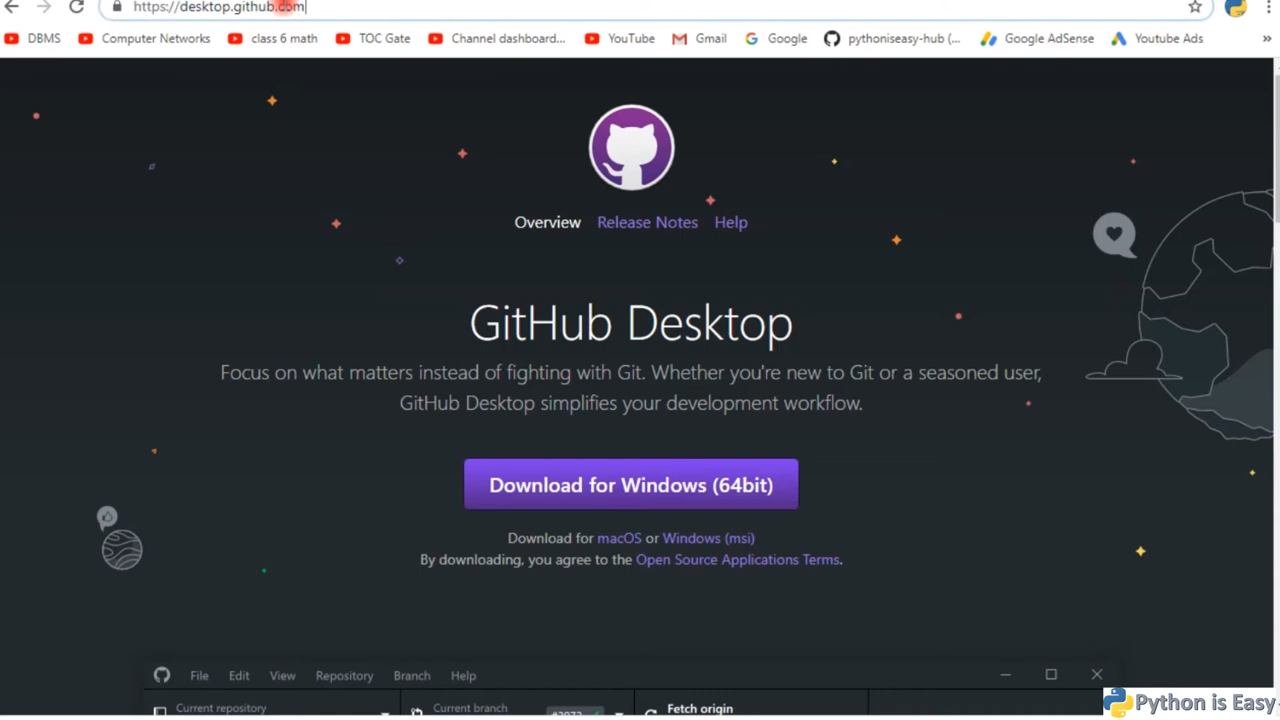 https://desktop.github.com
DBMS Computer Networks class 6 math TOC Gate Channel dashboard... YouTube Gmail Google pythoniseasy-hub (... Google AdSense Youtube Ads »
Overview Release Notes Help
GitHub Desktop
Focus on what matters instead of fighting with Git. Whether you're new to Git or a seasoned user,
GitHub Desktop simplifies your development workflow.
Download for Windows (64bit)
Download for macOS or Windows (msi)
By downloading, you agree to the Open Source Applications Terms.
File Edit View Repository Branch Help
Current repository Current branch Fetch origin
Python is Easy